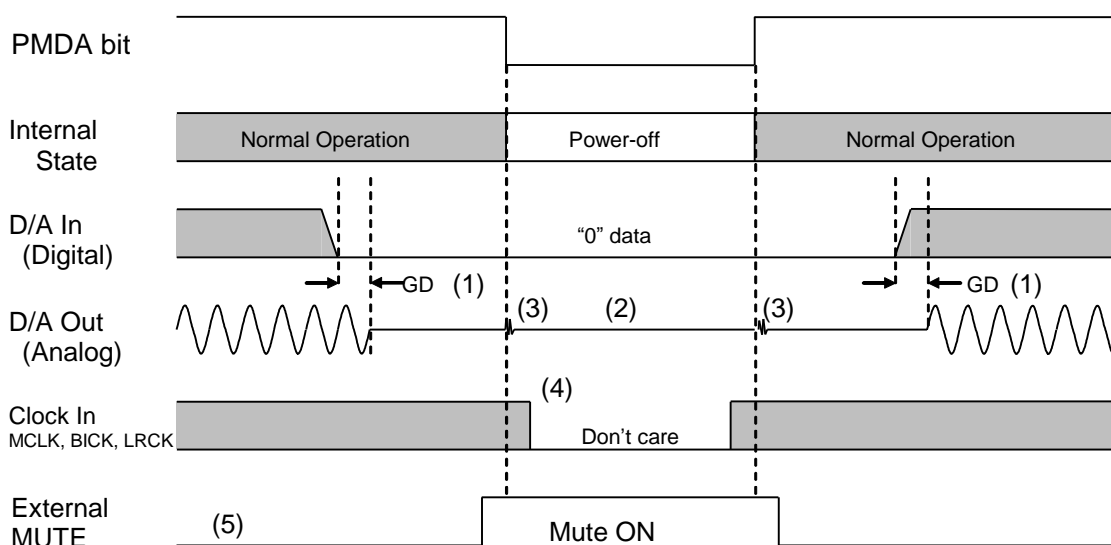 PMDA bit
Internal
State
Normal Operation
Power-off
Normal Operation
D/A In
(Digital)
“0” data
GD (1)
GD (1)
D/A Out
(Analog)
(3)
(2)
(3)
Clock In
MCLK, BICK, LRCK
(4)
Don’t care
External
MUTE
(5)
Mute ON